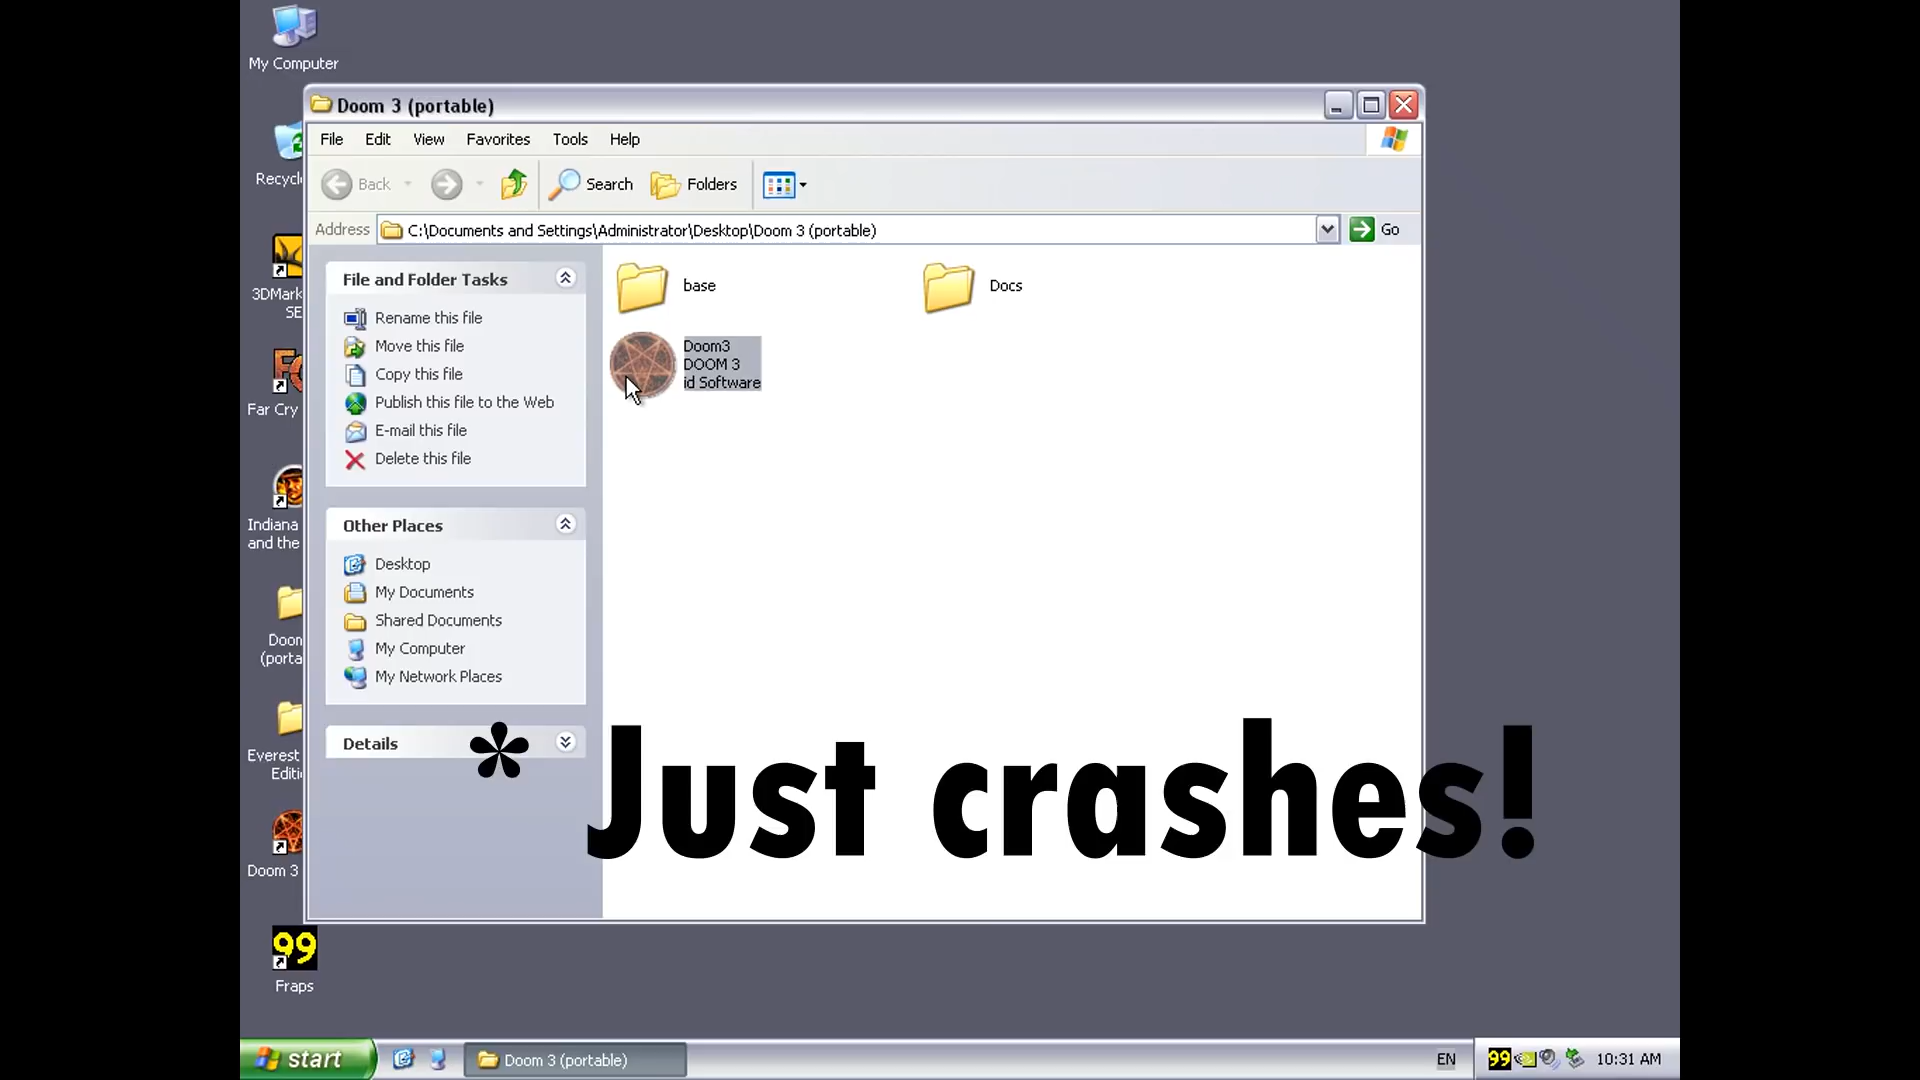 My Computer
Doom 3 (portable)
File Edit View Favorites Tools Help
Recycl
Back Search Folders
Address C:\Documents and Settings\Administrator\Desktop\Doom 3 (portable) Go
3DMark
SE
File and Folder Tasks
Rename this file
Move this file
Copy this file
Publish this file to the Web
E-mail this file
Delete this file
base
Docs
Doom3
DOOM 3
id Software
Far Cry
Indiana
and the
Other Places
Desktop
My Documents
Shared Documents
My Computer
My Network Places
Doom
(porta
Details
* Just crashes!
Everest
Editi
Doom 3
99
Fraps
start Doom 3 (portable) EN 99 10:31 AM